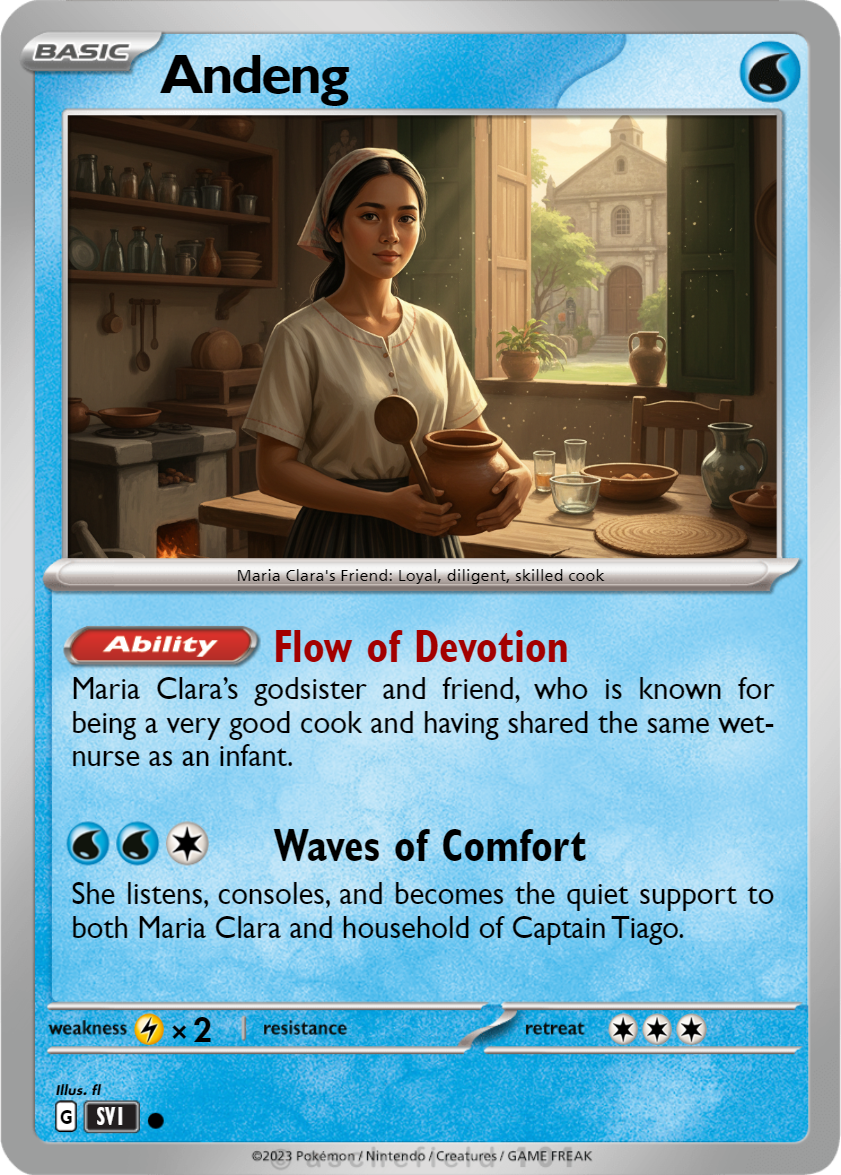 BASIC
Andeng
Maria Clara's Friend: Loyal, diligent, skilled cook
Ability Flow of Devotion
Maria Clara’s godsister and friend, who is known for
being a very good cook and having shared the same wet-
nurse as an infant.
Waves of Comfort
She listens, consoles, and becomes the quiet support to
both Maria Clara and household of Captain Tiago.
weakness × 2 resistance retreat
Illus. fl
G SVI
©2023 Pokémon / Nintendo / Creatures / GAME FREAK